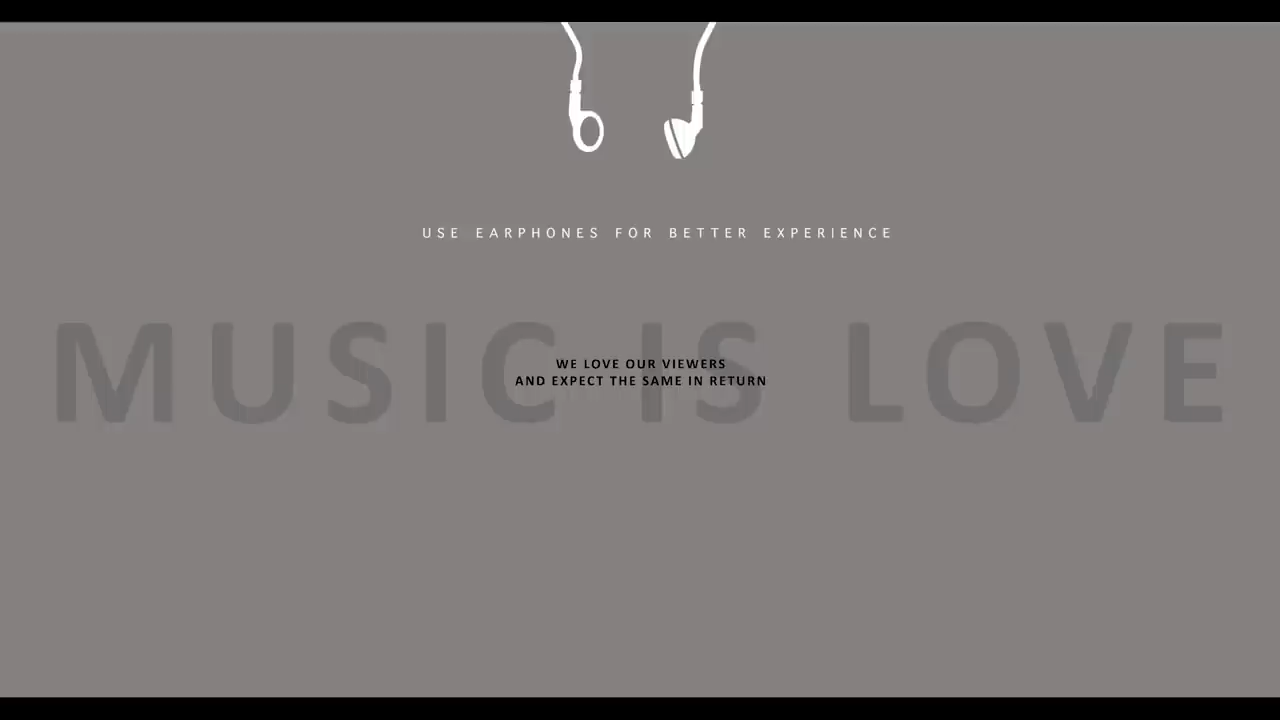 USE EARPHONES FOR BETTER EXPERIENCE
MUSIC IS LOVE
WE LOVE OUR VIEWERS
AND EXPECT THE SAME IN RETURN